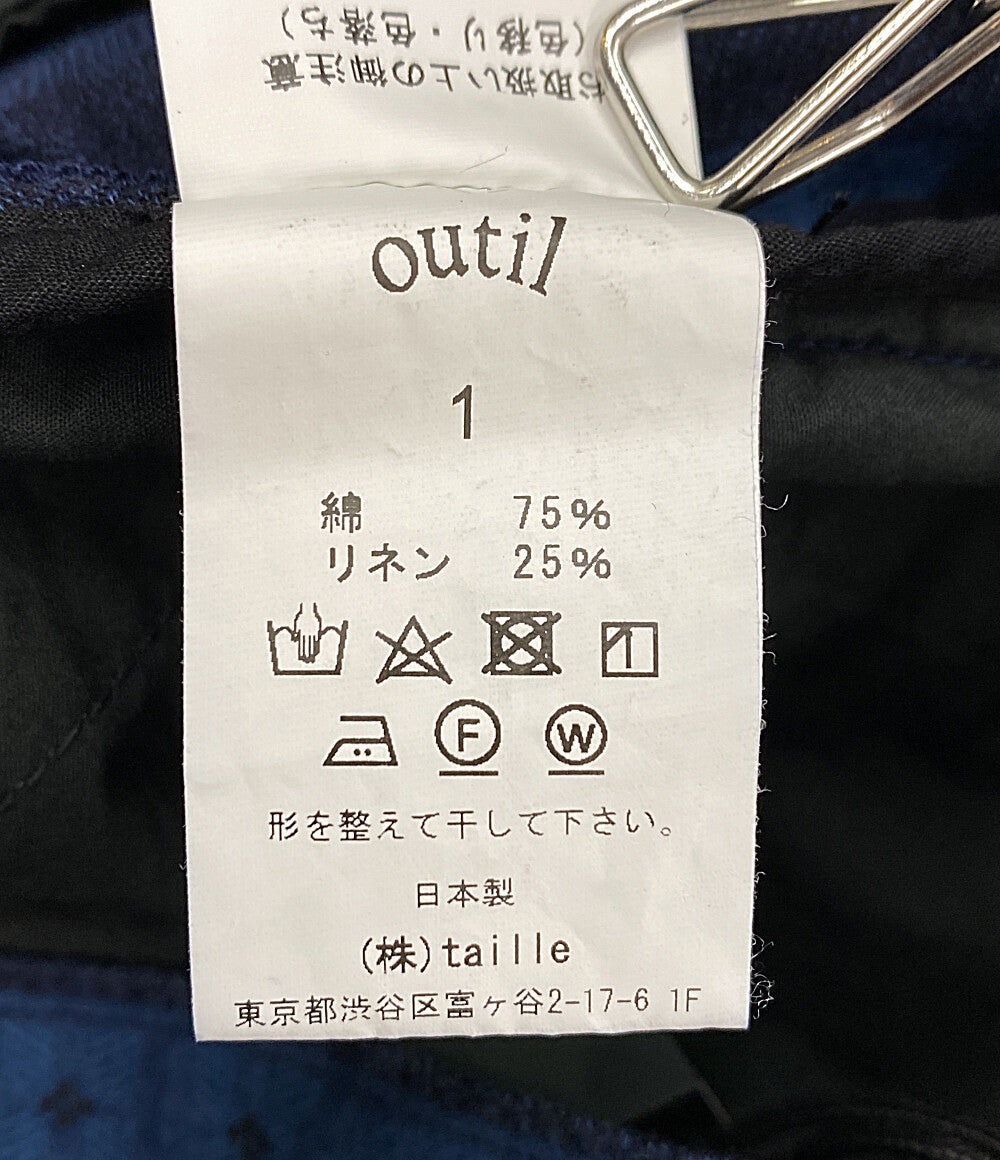 お取扱い上の御注意
(色移り・色落ち)
outil
1
綿 75%
リネン 25%
F W
形を整えて干して下さい。
日本製
(株)taille
東京都渋谷区富ヶ谷2-17-6 1F